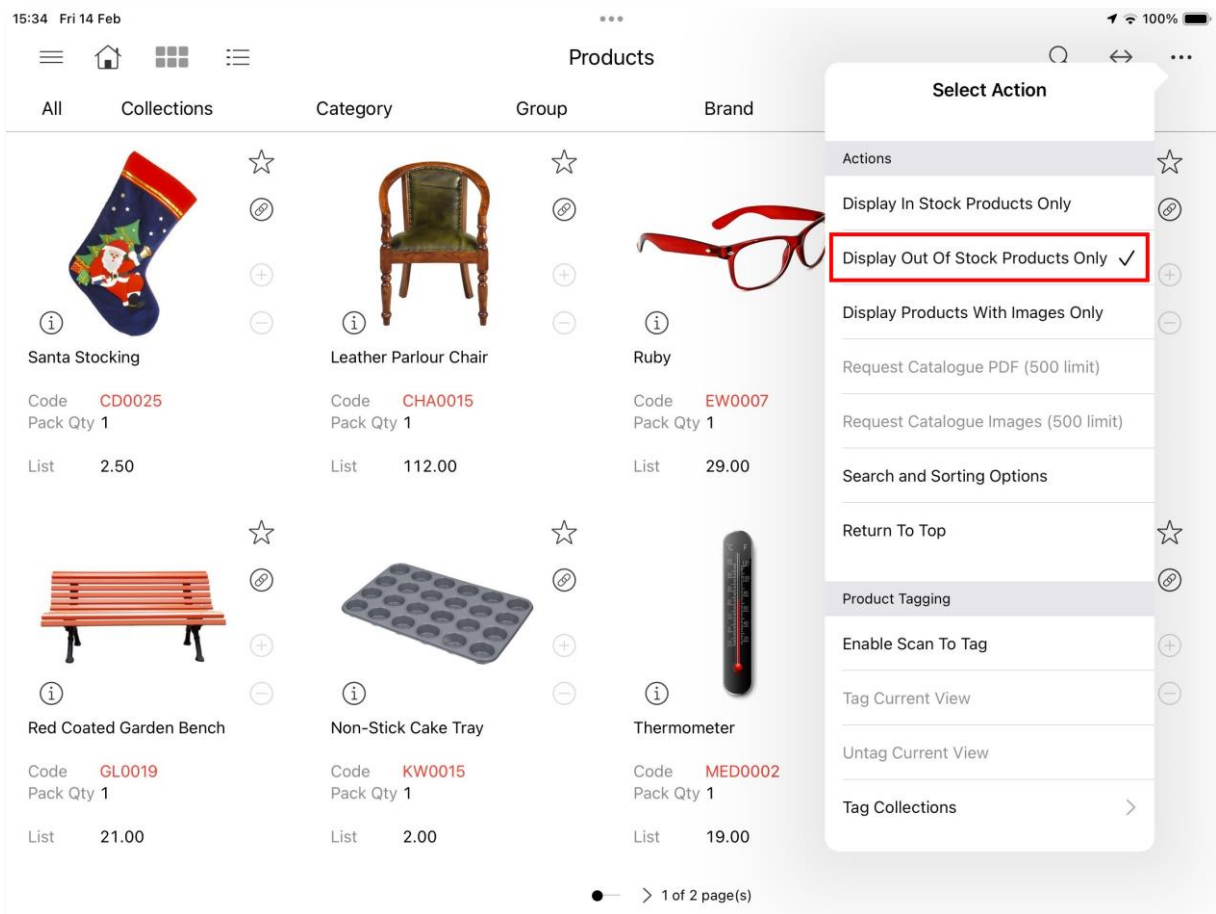 15:34 Fri 14 Feb
100%
Products
All Collections Category Group Brand
Select Action
Actions
Display In Stock Products Only
Display Out Of Stock Products Only
Display Products With Images Only
Request Catalogue PDF (500 limit)
Request Catalogue Images (500 limit)
Search and Sorting Options
Return To Top
Product Tagging
Enable Scan To Tag
Tag Current View
Untag Current View
Tag Collections
Santa Stocking
Code CD0025
Pack Qty 1
List 2.50
Leather Parlour Chair
Code CHA0015
Pack Qty 1
List 112.00
Ruby
Code EW0007
Pack Qty 1
List 29.00
Red Coated Garden Bench
Code GL0019
Pack Qty 1
List 21.00
Non-Stick Cake Tray
Code KW0015
Pack Qty 1
List 2.00
C F
Thermometer
Code MED0002
Pack Qty 1
List 19.00
1 of 2 page(s)